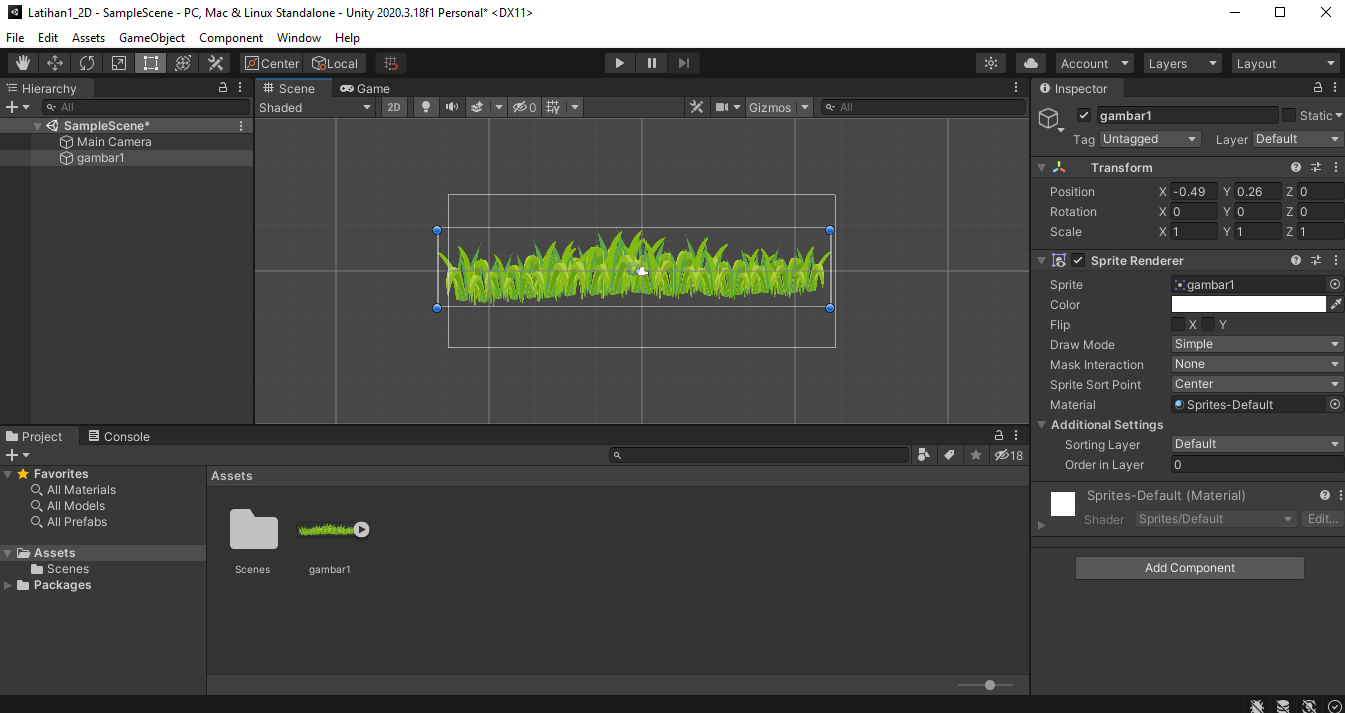 Latihan1_2D - SampleScene - PC, Mac & Linux Standalone - Unity 2020.3.18f1 Personal* <DX11>
File Edit Assets GameObject Component Window Help
Center Local Account Layers Layout
Hierarchy
All
SampleScene*
Main Camera
gambar1
Scene Game
Shaded 2D 0 Gizmos All
Inspector
gambar1 Static
Tag Untagged Layer Default
Transform
Position X -0.49 Y 0.26 Z 0
Rotation X 0 Y 0 Z 0
Scale X 1 Y 1 Z 1
Sprite Renderer
Sprite gambar1
Color
Flip X Y
Draw Mode Simple
Mask Interaction None
Sprite Sort Point Center
Material Sprites-Default
Additional Settings
Sorting Layer Default
Order in Layer 0
Sprites-Default (Material)
Shader Sprites/Default Edit...
Add Component
Project Console
18
Favorites
All Materials
All Models
All Prefabs
Assets
Scenes
Packages
Assets
Scenes gambar1